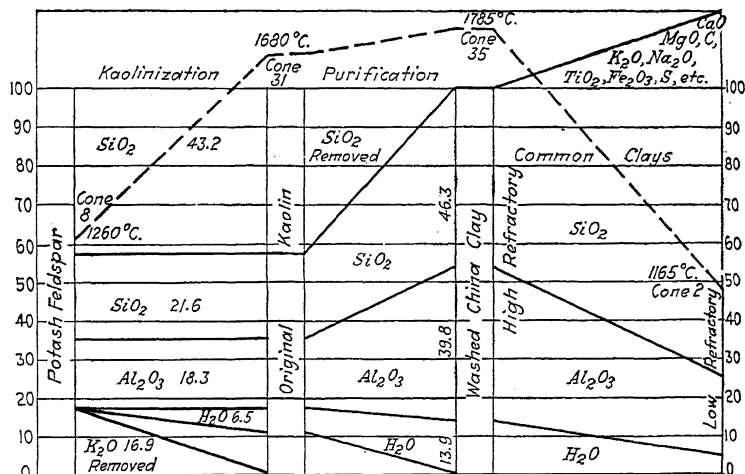 1680°C.
Cone
31
1785°C.
Cone
35
CaO
MgO, C,
K₂O, Na₂O,
TiO₂, Fe₂O₃, S, etc.
Kaolinization
Purification
100
90
80
70
60
50
40
30
20
10
0
Potash Feldspar
SiO₂ 43.2
Cone
8
1260°C.
SiO₂ 21.6
Al₂O₃ 18.3
H₂O 6.5
K₂O 16.9
Removed
Original Kaolin
SiO₂
Removed
SiO₂
Al₂O₃
H₂O
46.3
39.8
13.9
Washed China Clay
High Refractory
Common Clays
SiO₂
1165°C.
Cone 2
Al₂O₃
H₂O
Low Refractory
100
90
80
70
60
50
40
30
20
10
0